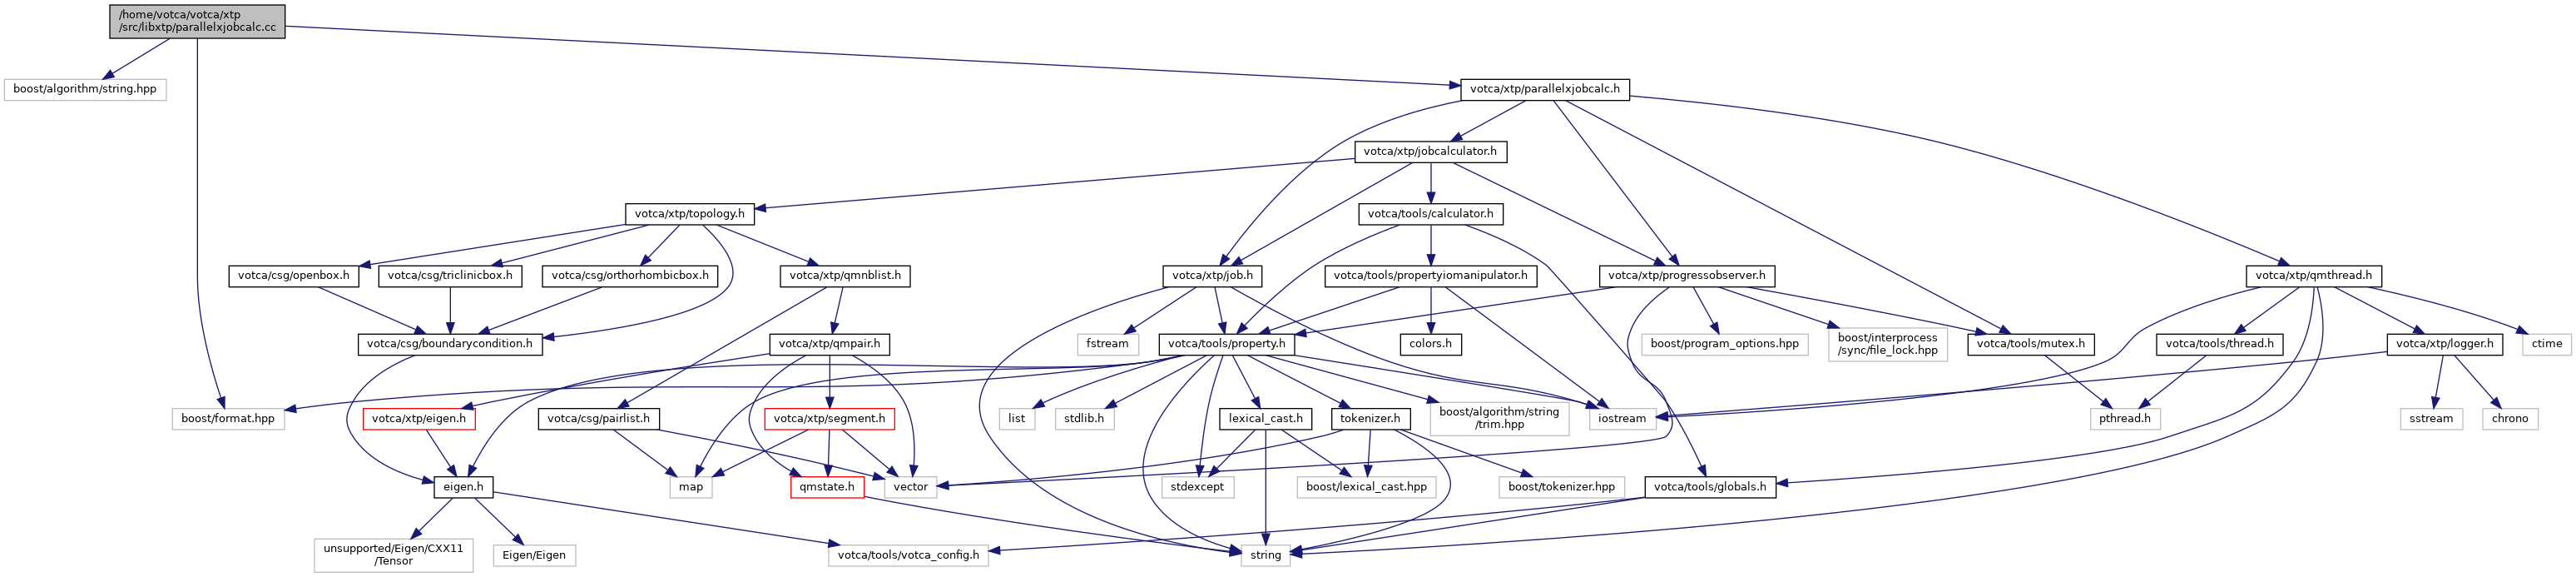 /home/votca/votca/xtp
/src/libxtp/parallelxjobcalc.cc
boost/algorithm/string.hpp
votca/xtp/parallelxjobcalc.h
votca/xtp/jobcalculator.h
votca/xtp/topology.h
votca/tools/calculator.h
votca/csg/openbox.h
votca/csg/triclinicbox.h
votca/csg/orthorhombicbox.h
votca/xtp/qmnblist.h
votca/xtp/job.h
votca/tools/propertyiomanipulator.h
votca/xtp/progressobserver.h
votca/xtp/qmthread.h
votca/csg/boundarycondition.h
votca/xtp/qmpair.h
fstream
votca/tools/property.h
colors.h
boost/program_options.hpp
boost/interprocess
/sync/file_lock.hpp
votca/tools/mutex.h
votca/tools/thread.h
votca/xtp/logger.h
ctime
boost/format.hpp
votca/xtp/eigen.h
votca/csg/pairlist.h
votca/xtp/segment.h
list
stdlib.h
lexical_cast.h
tokenizer.h
boost/algorithm/string
/trim.hpp
iostream
pthread.h
sstream
chrono
eigen.h
map
qmstate.h
vector
stdexcept
boost/lexical_cast.hpp
boost/tokenizer.hpp
votca/tools/globals.h
unsupported/Eigen/CXX11
/Tensor
Eigen/Eigen
votca/tools/votca_config.h
string